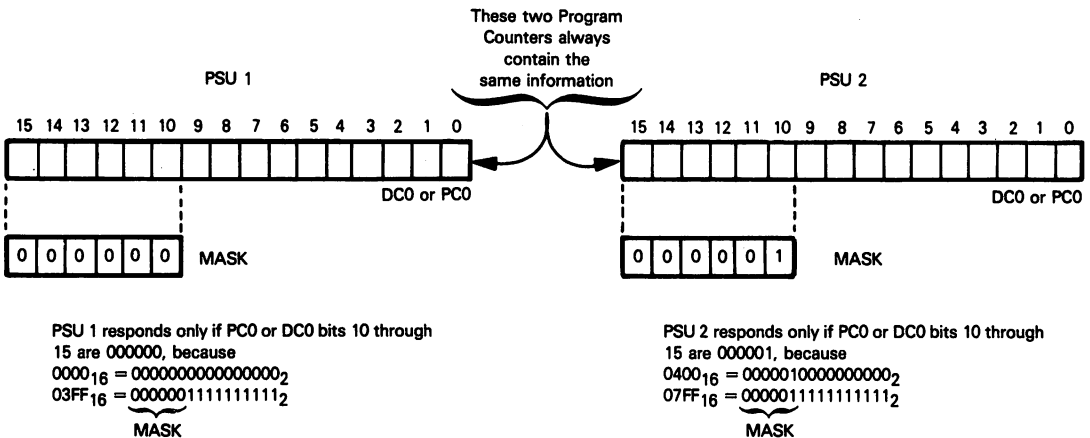 These two Program
Counters always
contain the
same information
PSU 1
PSU 2
15 14 13 12 11 10 9 8 7 6 5 4 3 2 1 0
15 14 13 12 11 10 9 8 7 6 5 4 3 2 1 0
DC0 or PC0
DC0 or PC0
0 0 0 0 0 0 MASK
0 0 0 0 0 1 MASK
PSU 1 responds only if PC0 or DC0 bits 10 through
15 are 000000, because
0000₁₆ = 0000000000000000₂
03FF₁₆ = 0000001111111111₂
MASK
PSU 2 responds only if PC0 or DC0 bits 10 through
15 are 000001, because
0400₁₆ = 0000010000000000₂
07FF₁₆ = 0000011111111111₂
MASK